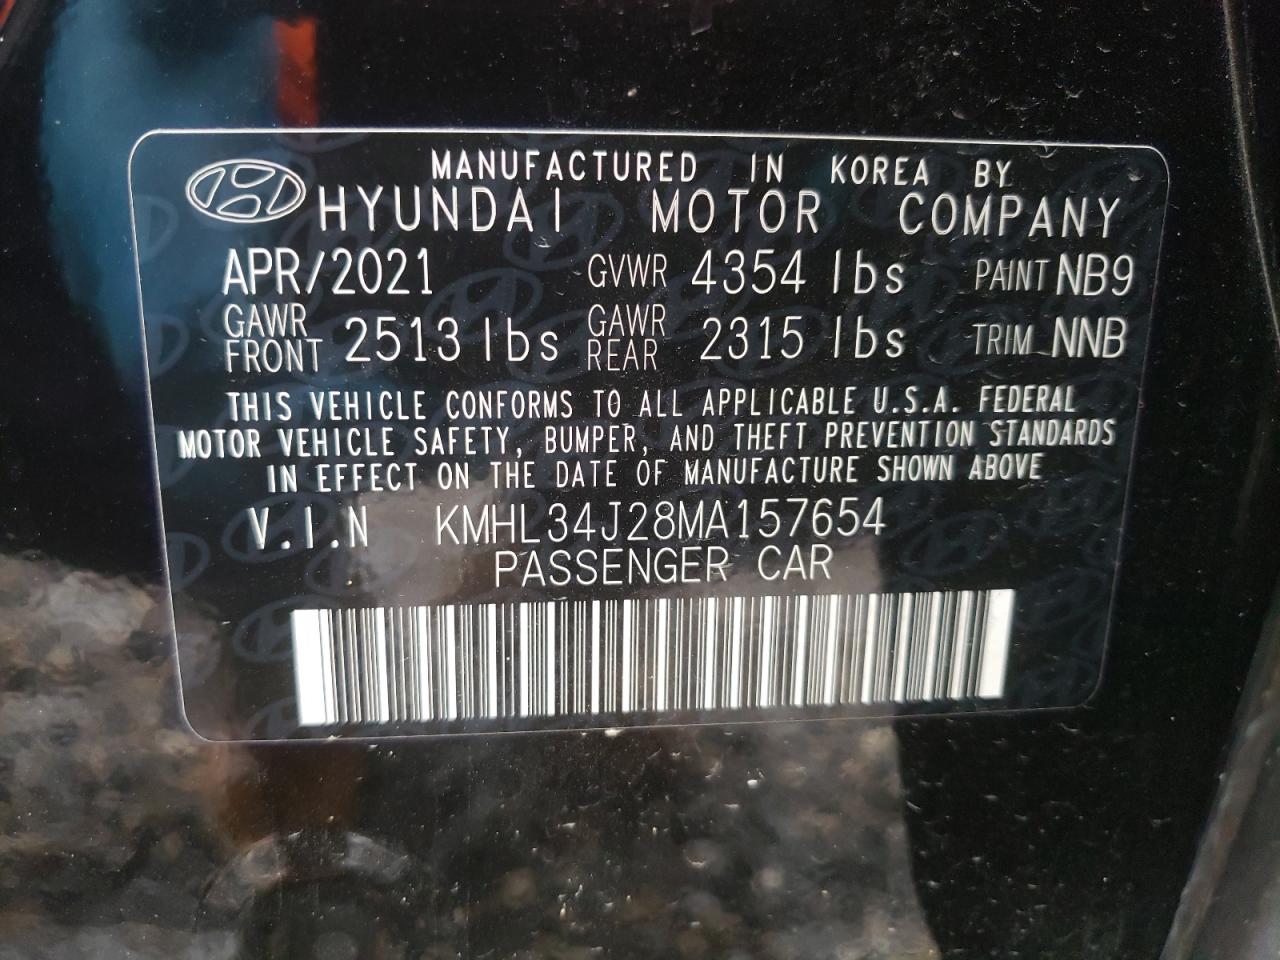 MANUFACTURED IN KOREA BY
HYUNDAI MOTOR COMPANY
APR/2021 GVWR 4354 lbs PAINT NB9
GAWR FRONT 2513 lbs GAWR REAR 2315 lbs TRIM NNB
THIS VEHICLE CONFORMS TO ALL APPLICABLE U.S.A. FEDERAL
MOTOR VEHICLE SAFETY, BUMPER, AND THEFT PREVENTION STANDARDS
IN EFFECT ON THE DATE OF MANUFACTURE SHOWN ABOVE
V.I.N KMHL34J28MA157654
PASSENGER CAR